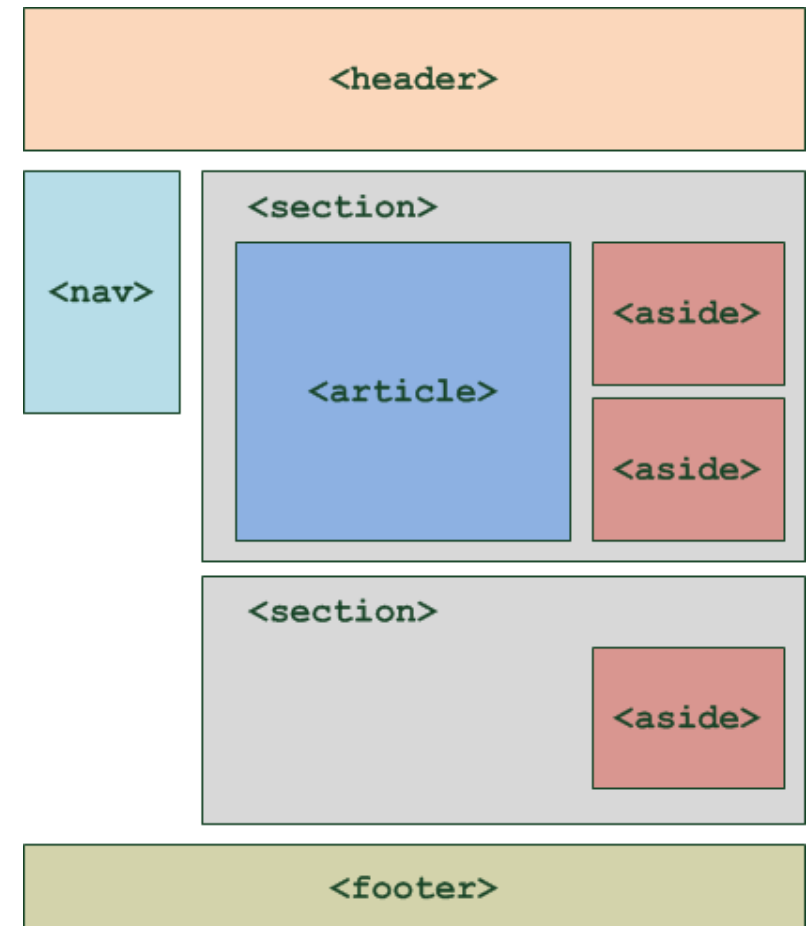 <header>
<nav>
<section>
<article>
<aside>
<aside>
<section>
<aside>
<footer>